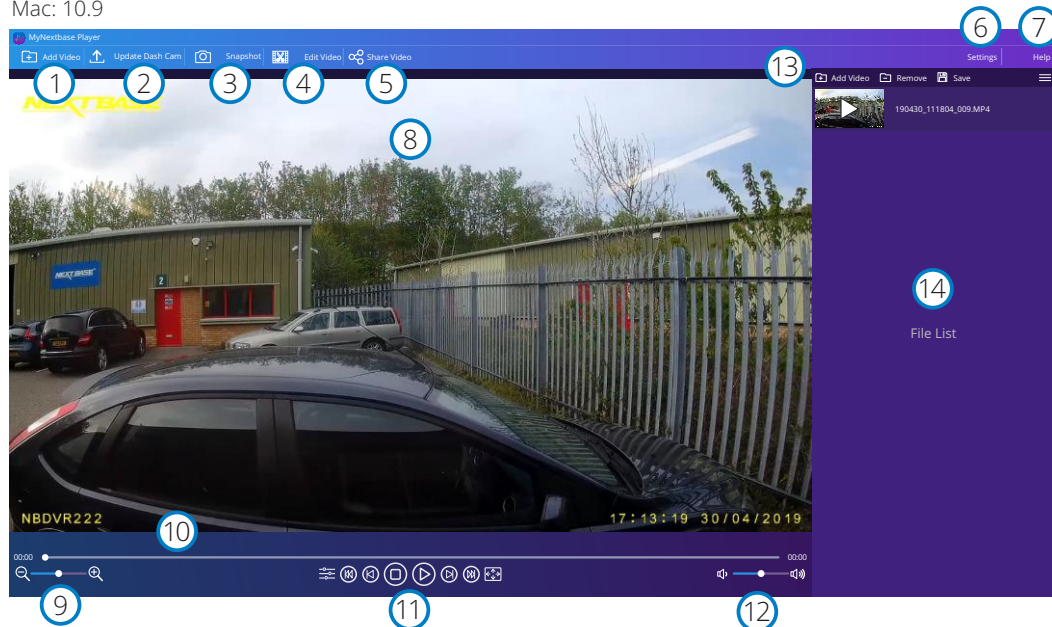 Mac: 10.9
6
7
MyNextbase Player
Add Video
Update Dash Cam
Snapshot
Edit Video
Share Video
13
Settings
Help
1
2
3
4
5
Add Video
Remove
Save
NEXTBASE
190430_111804_009.MP4
8
NEXTBASE
2
14
File List
NBDVR222
17:13:19 30/04/2019
10
00:00
00:00
9
11
12